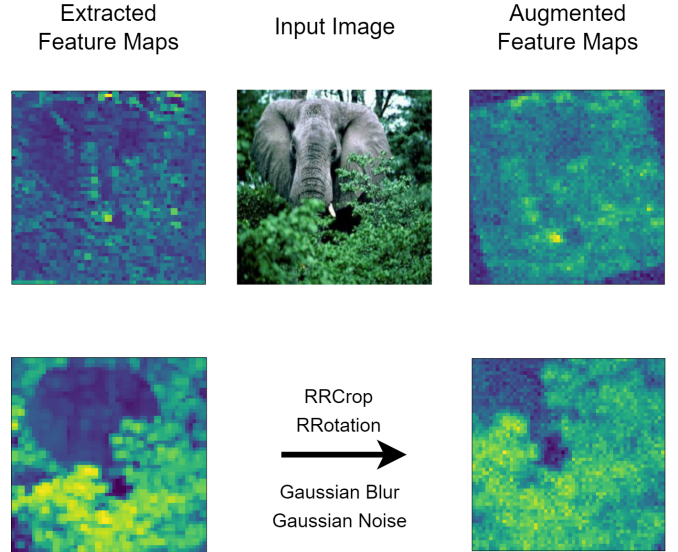 Extracted
Feature Maps
Input Image
Augmented
Feature Maps
RRCrop
RRotation
Gaussian Blur
Gaussian Noise